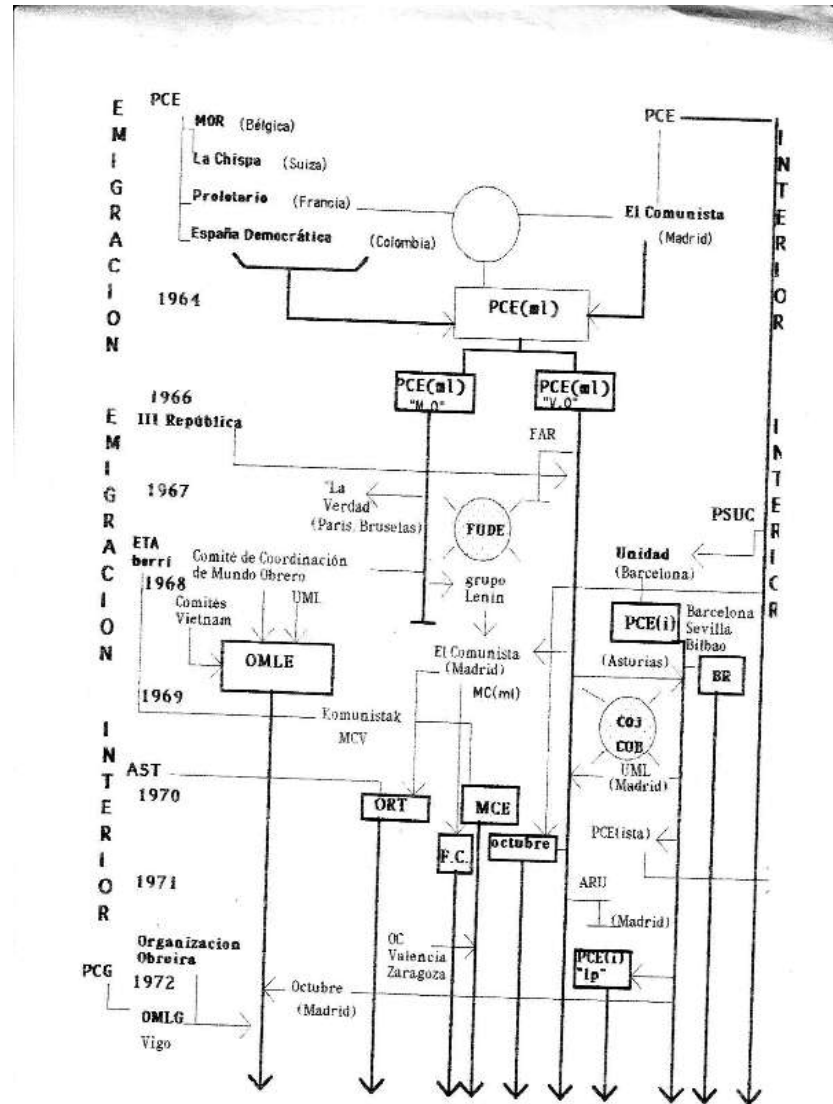 EMIGRACION
PCE
MOR (Bélgica)
La Chispa (Suiza)
Proletario (Francia)
España Democrática (Colombia)
PCE
El Comunista
(Madrid)
INTERIOR
1964
PCE(ml)
PCE(ml)
"M.O"
PCE(ml)
"V.O"
1966
III República
EMIGRACION
INTERICR
FAR
1967
"La
Verdad
(París, Bruselas)
FUDE
PSUC
ETA
berri
1968
Comité de Coordinación
de Mundo Obrero
UML
Comités
Vietnam
OMLE
grupo
Lenin
Unidad
(Barcelona)
PCE(i)
Barcelona
Sevilla
Bilbao
El Comunista
(Madrid)
MC(ml)
(Asturias)
BR
1969
Komunistak
MCV
COJ
COB
INTERIOR
AST
1970
UML
(Madrid)
ORT
MCE
F.C.
octubre
PCE(ista)
1971
ARU
(Madrid)
Organizacion
Obreira
OC
Valencia
Zaragoza
PCE(i)
"lp"
PCG
1972
Octubre
(Madrid)
OMLG
Vigo